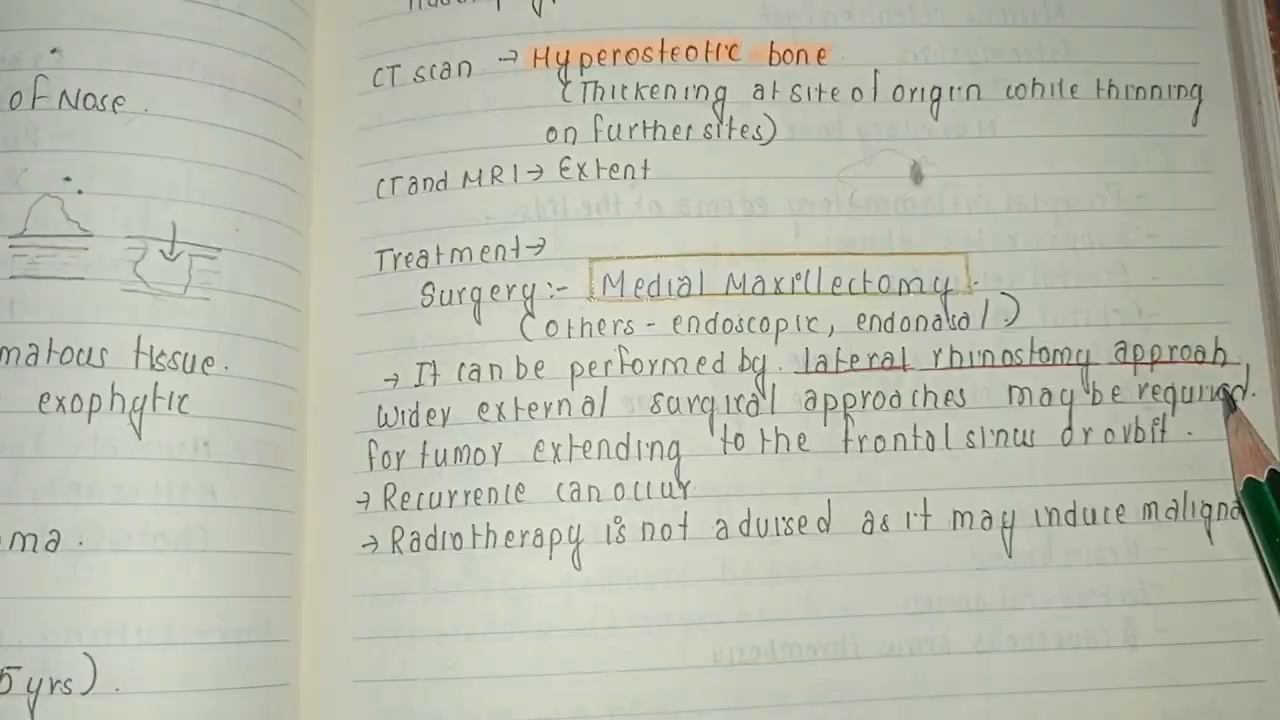 of Nose.
matous tissue.
exophytic
ma.
5 yrs).
CT scan → Hyperosteotic bone
(Thickening at site of origin while thinning
on further sites)
CT and MRI → Extent
Treatment →
Surgery:- Medial Maxillectomy.
(others - endoscopic, endonasal)
→ It can be performed by lateral rhinostomy approah
wider external surgical approaches may be required.
for tumor extending to the frontal sinus or orbit.
→ Recurrence can occur.
→ Radiotherapy is not advised as it may induce maligna